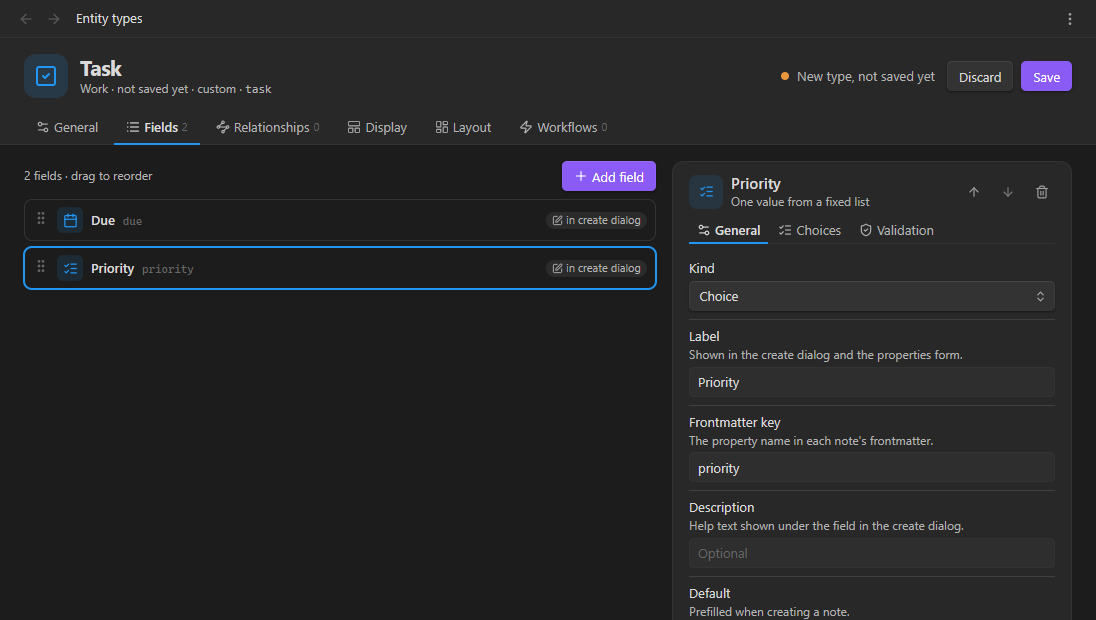 Entity types
Task
Work · not saved yet · custom · task
New type, not saved yet
Discard
Save
General
Fields 2
Relationships 0
Display
Layout
Workflows 0
2 fields · drag to reorder
Add field
Due due
in create dialog
Priority priority
in create dialog
Priority
One value from a fixed list
General
Choices
Validation
Kind
Choice
Label
Shown in the create dialog and the properties form.
Priority
Frontmatter key
The property name in each note's frontmatter.
priority
Description
Help text shown under the field in the create dialog.
Optional
Default
Prefilled when creating a note.